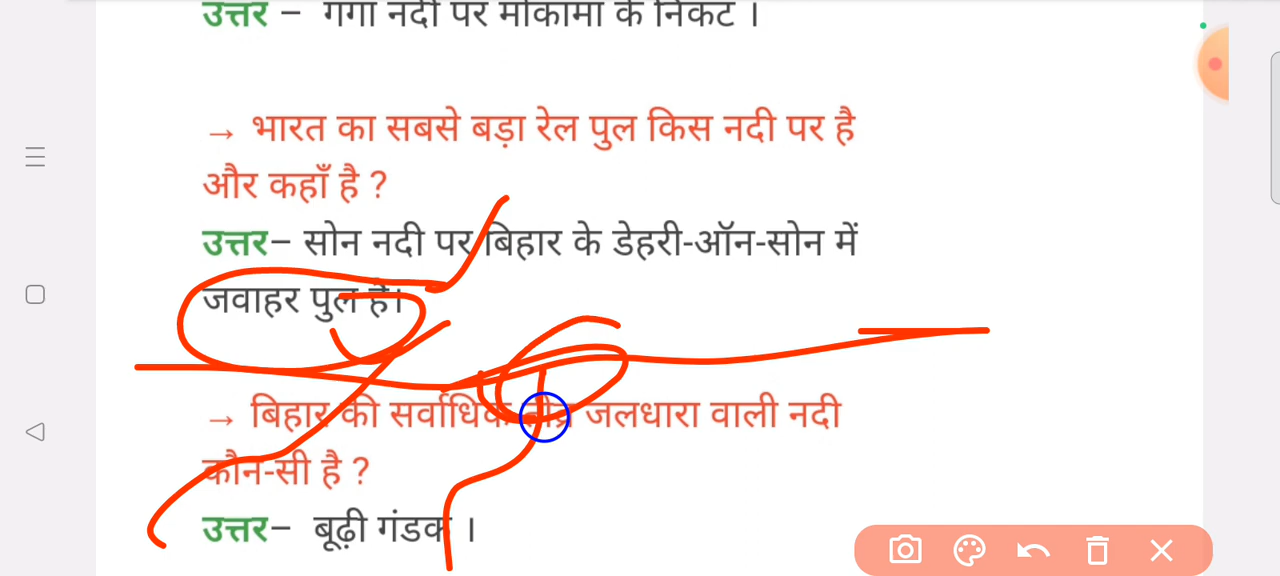 उत्तर – गंगा नदी पर मोकामा के निकट ।
→ भारत का सबसे बड़ा रेल पुल किस नदी पर है
और कहाँ है ?
उत्तर– सोन नदी पर बिहार के डेहरी-ऑन-सोन में
जवाहर पुल है।
→ बिहार की सर्वाधिक तीव्र जलधारा वाली नदी
कौन-सी है ?
उत्तर– बूढ़ी गंडक ।